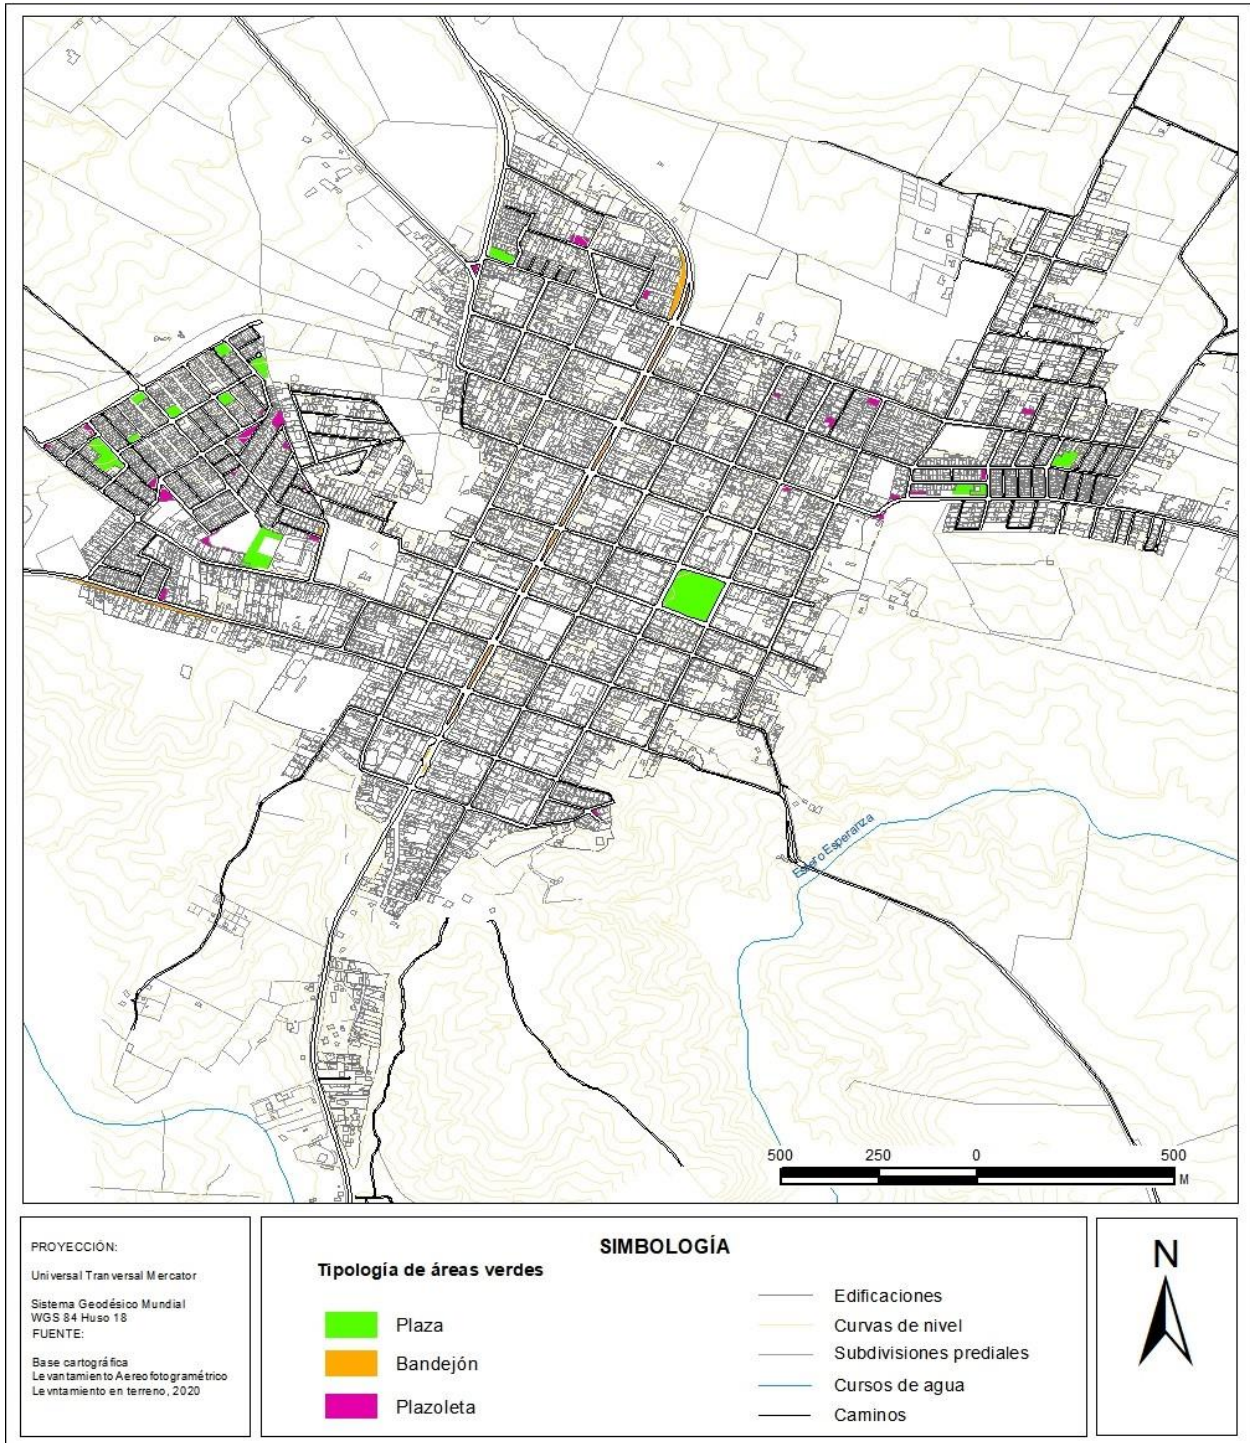 Estero Esperanza
500 250 0 500
M
PROYECCIÓN:
Universal Tranversal Mercator
Sistema Geodésico Mundial
WGS 84 Huso 18
FUENTE:
Base cartográfica
Levantamiento Aereofotogramétrico
Levntamiento en terreno, 2020
SIMBOLOGÍA
Tipología de áreas verdes
Plaza
Bandejón
Plazoleta
Edificaciones
Curvas de nivel
Subdivisiones prediales
Cursos de agua
Caminos
N